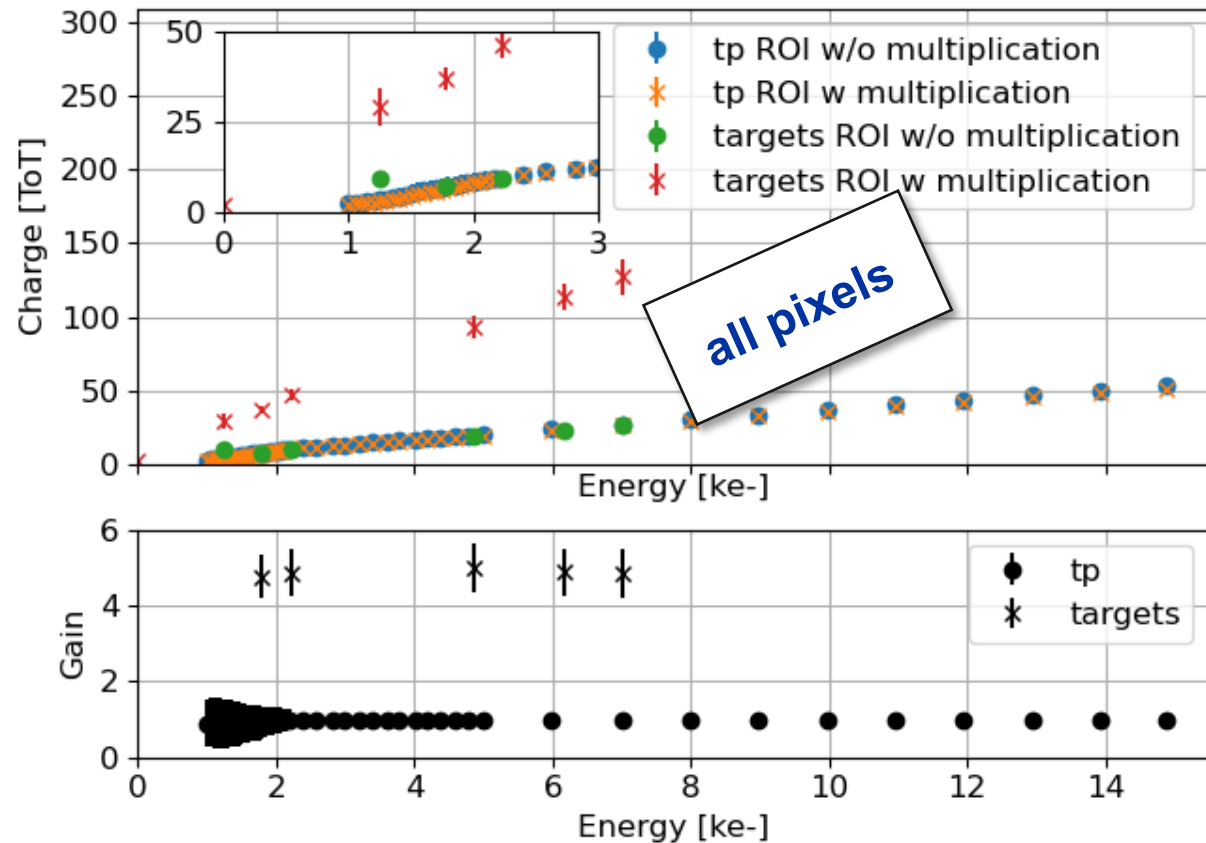 300
250
200
150
100
50
0
Charge [ToT]
50
25
0
0 1 2 3
tp ROI w/o multiplication
tp ROI w multiplication
targets ROI w/o multiplication
targets ROI w multiplication
all pixels
Energy [ke-]
6
4
2
0
Gain
tp
targets
0 2 4 6 8 10 12 14
Energy [ke-]